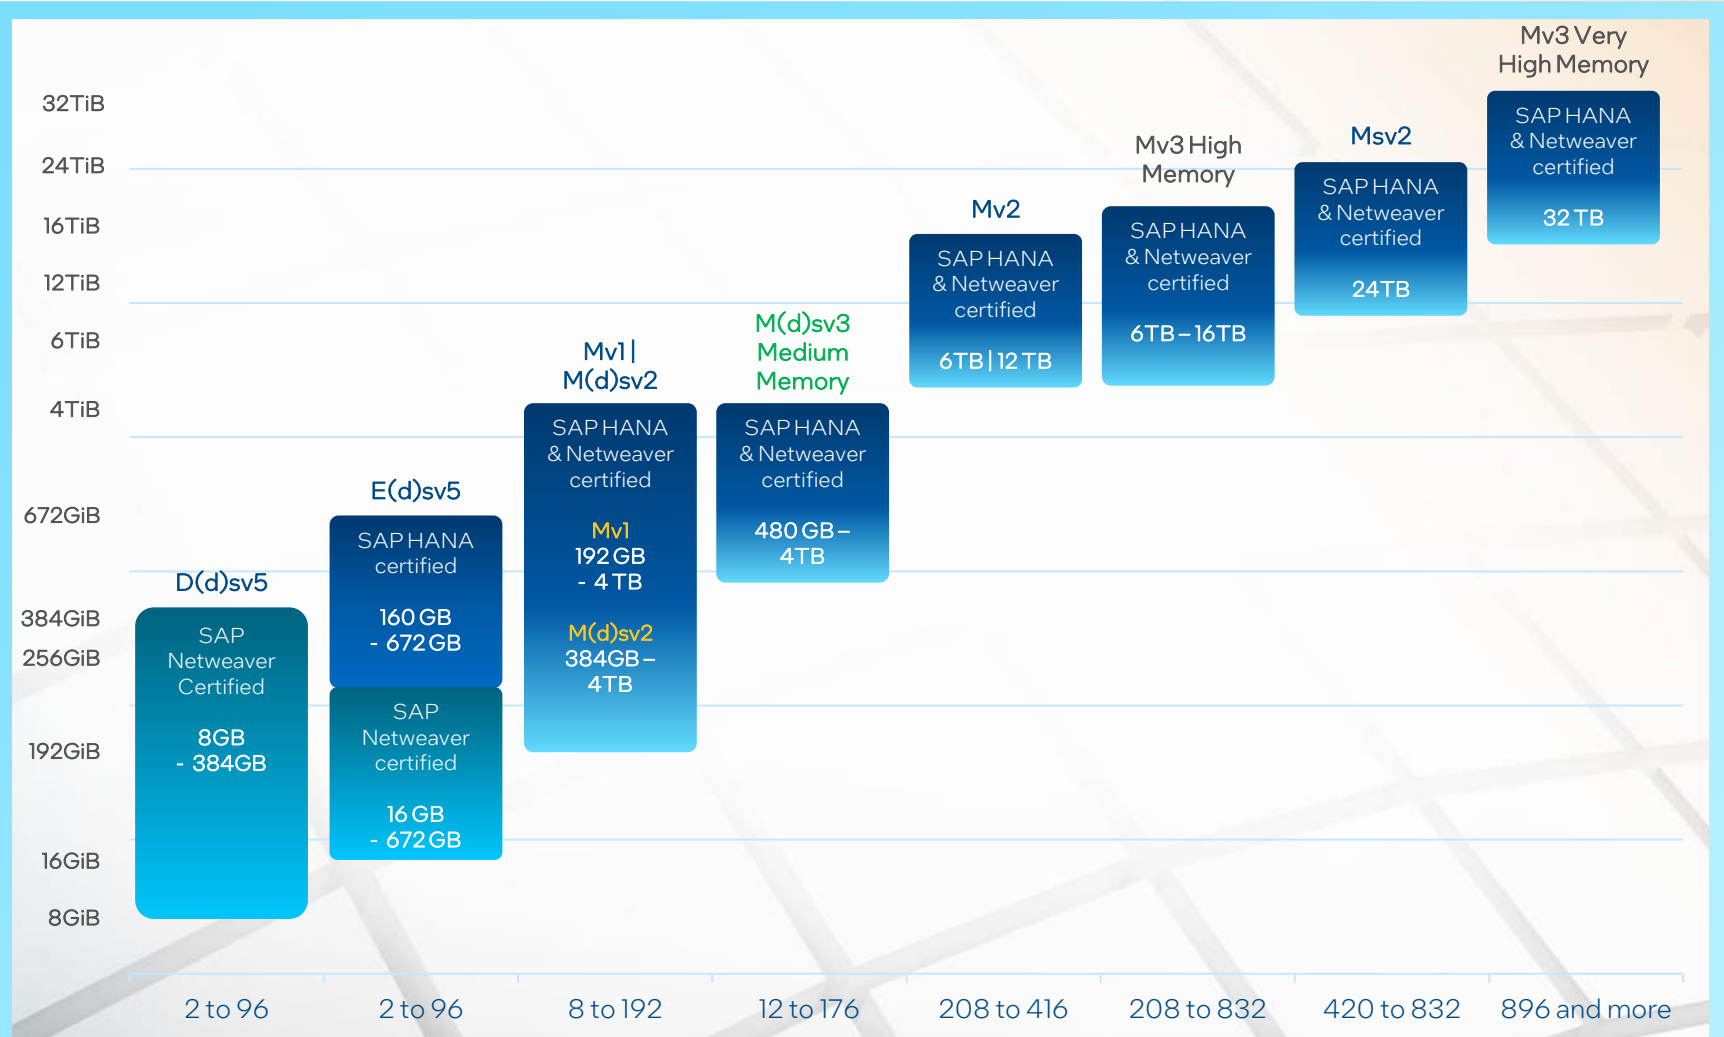 32TiB
24TiB
16TiB
12TiB
6TiB
4TiB
672GiB
384GiB
256GiB
192GiB
16GiB
8GiB
D(d)sv5
SAP
Netweaver
Certified
8GB
- 384GB
E(d)sv5
SAP HANA
certified
160 GB
- 672 GB
SAP
Netweaver
certified
16 GB
- 672 GB
Mv1 |
M(d)sv2
SAP HANA
& Netweaver
certified
Mv1
192 GB
- 4 TB
M(d)sv2
384GB –
4TB
M(d)sv3
Medium
Memory
SAP HANA
& Netweaver
certified
480 GB –
4TB
Mv2
SAP HANA
& Netweaver
certified
6TB | 12 TB
Mv3 High
Memory
SAP HANA
& Netweaver
certified
6TB – 16TB
Msv2
SAP HANA
& Netweaver
certified
24TB
Mv3 Very
High Memory
SAP HANA
& Netweaver
certified
32 TB
2 to 96
2 to 96
8 to 192
12 to 176
208 to 416
208 to 832
420 to 832
896 and more